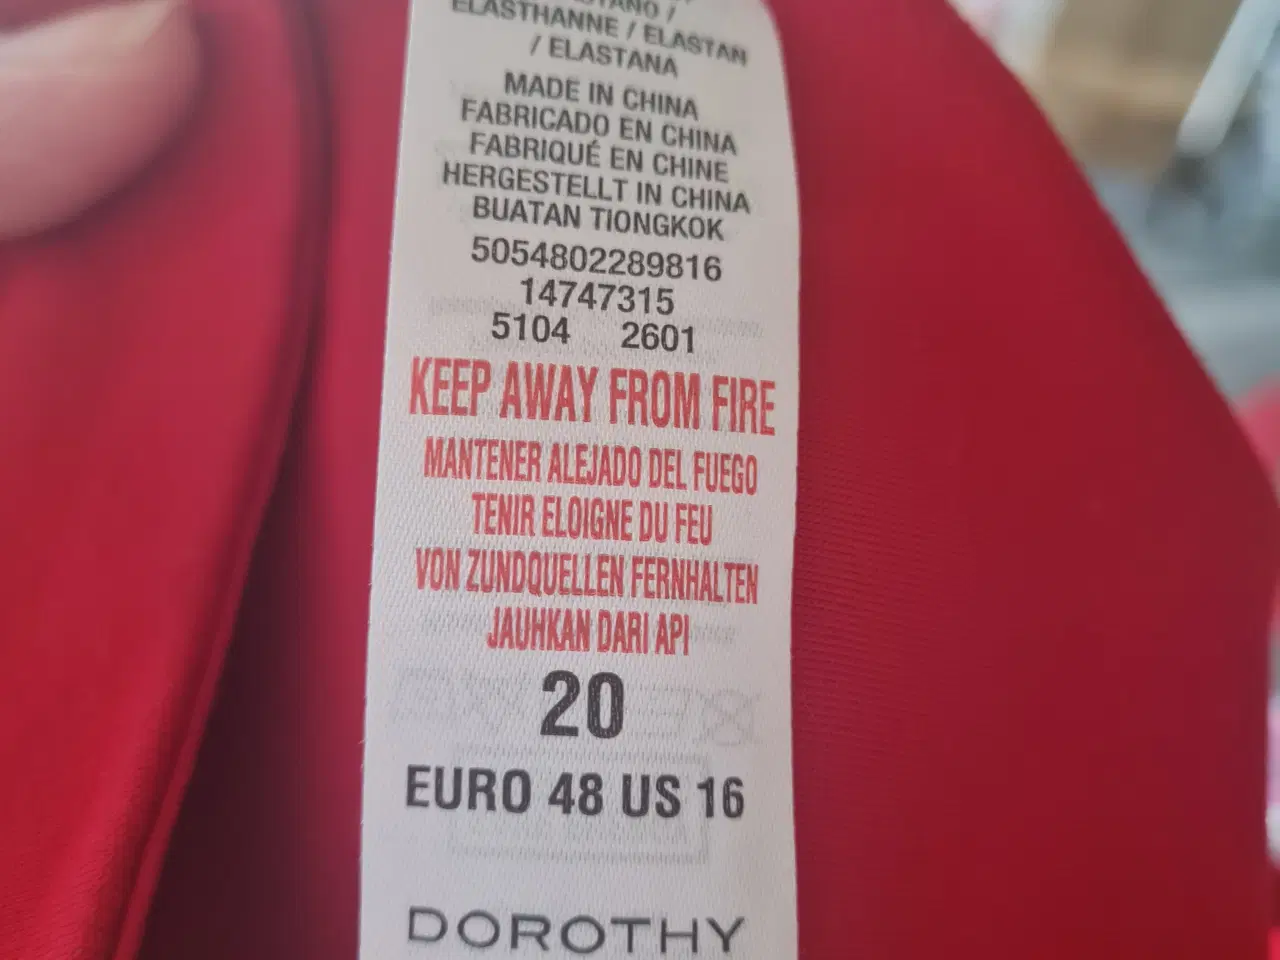 ELASTHANNE / ELASTAN
/ ELASTANA
MADE IN CHINA
FABRICADO EN CHINA
FABRIQUÉ EN CHINE
HERGESTELLT IN CHINA
BUATAN TIONGKOK
5054802289816
14747315
5104 2601
KEEP AWAY FROM FIRE
MANTENER ALEJADO DEL FUEGO
TENIR ELOIGNE DU FEU
VON ZUNDQUELLEN FERNHALTEN
JAUHKAN DARI API
20
EURO 48 US 16
DOROTHY